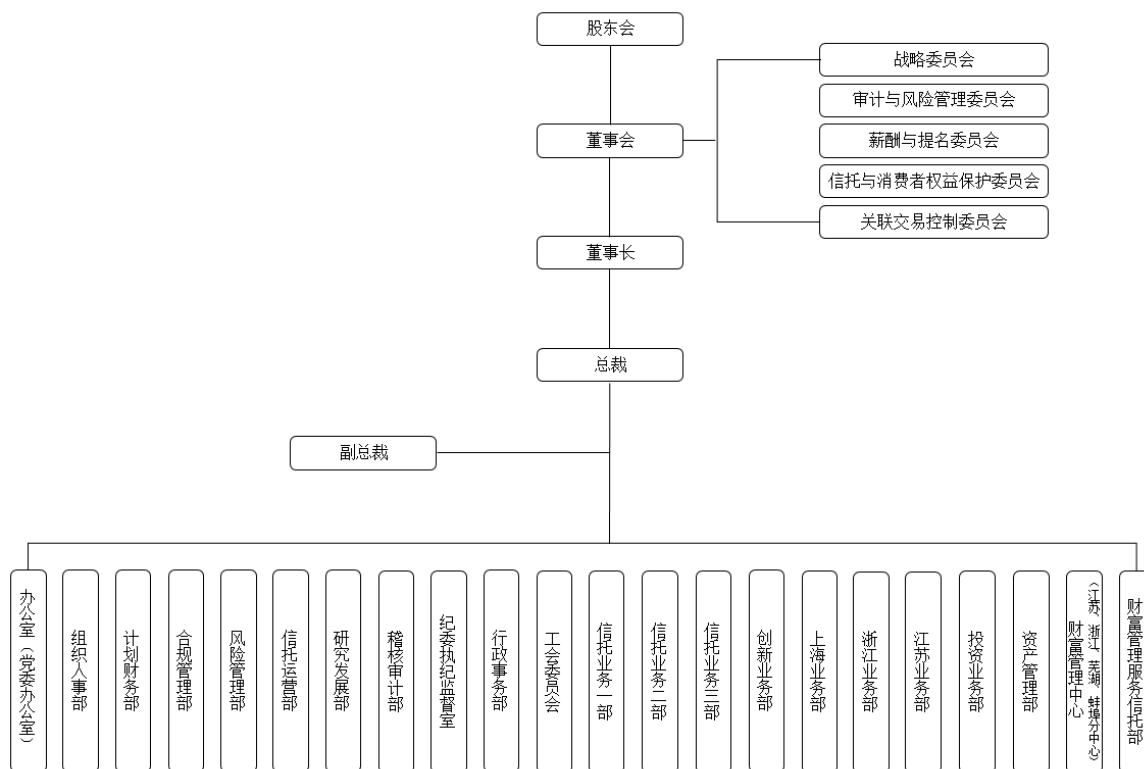 股东会
战略委员会
审计与风险管理委员会
董事会
薪酬与提名委员会
信托与消费者权益保护委员会
关联交易控制委员会
董事长
总裁
副总裁
办公室（党委办公室）
组织人事部
计划财务部
合规管理部
风险管理部
信托运营部
研究发展部
稽核审计部
纪委执纪监督室
行政事务部
工会委员会
信托业务一部
信托业务二部
信托业务三部
创新业务部
上海业务部
浙江业务部
江苏业务部
投资业务部
资产管理部
财富管理中心
（江苏、浙江、芜湖、蚌埠分中心）
财富管理服务信托部